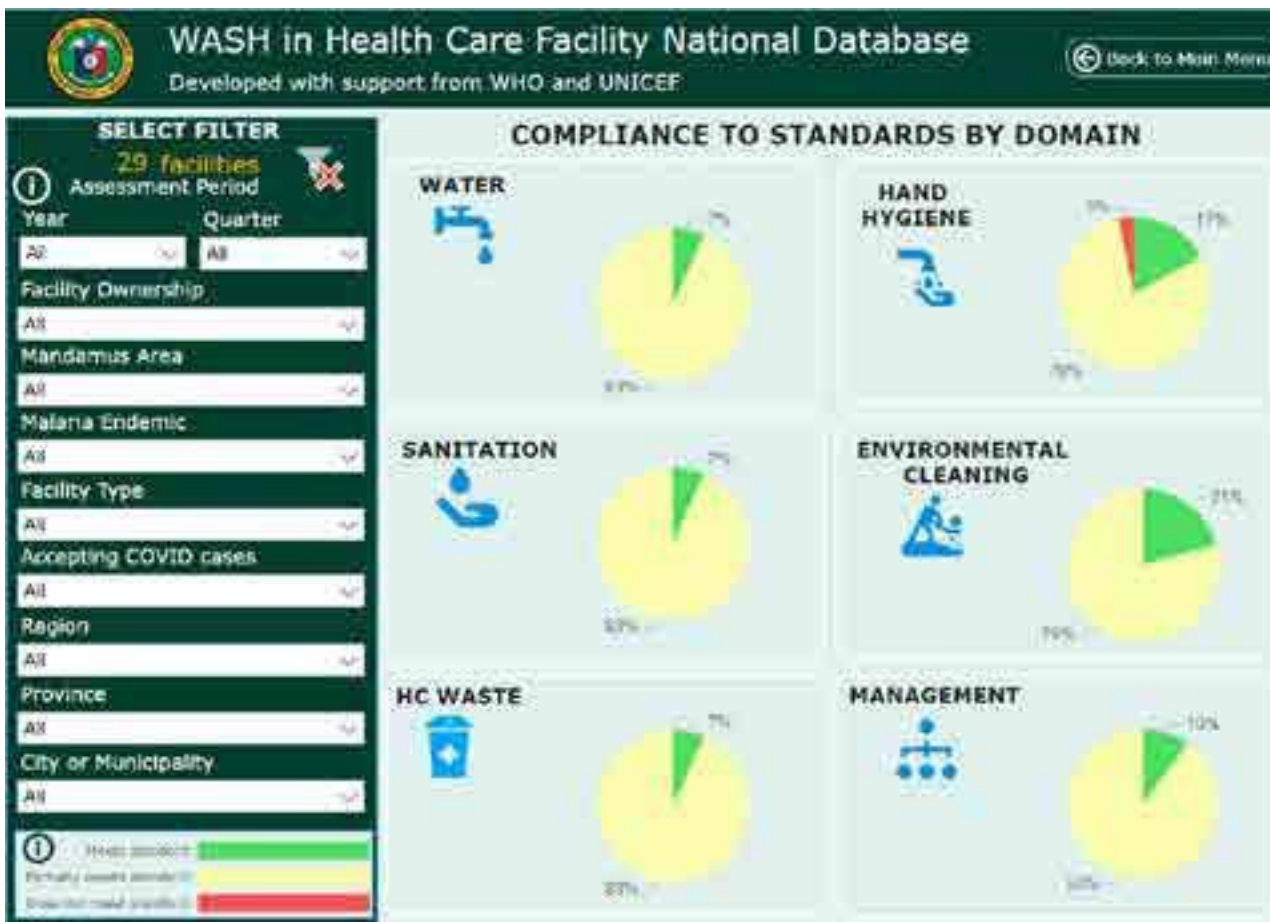 WASH in Health Care Facility National Database
Developed with support from WHO and UNICEF
Back to Main Menu
SELECT FILTER
29 facilities
Assessment Period
Year
Quarter
All
All
Facility Ownership
All
Mandamus Area
All
Malaria Endemic
All
Facility Type
All
Accepting COVID cases
All
Region
All
Province
All
City or Municipality
All
COMPLIANCE TO STANDARDS BY DOMAIN
WATER
7%
HAND
HYGIENE
17%
SANITATION
7%
ENVIRONMENTAL
CLEANING
21%
79%
HC WASTE
7%
MANAGEMENT
10%